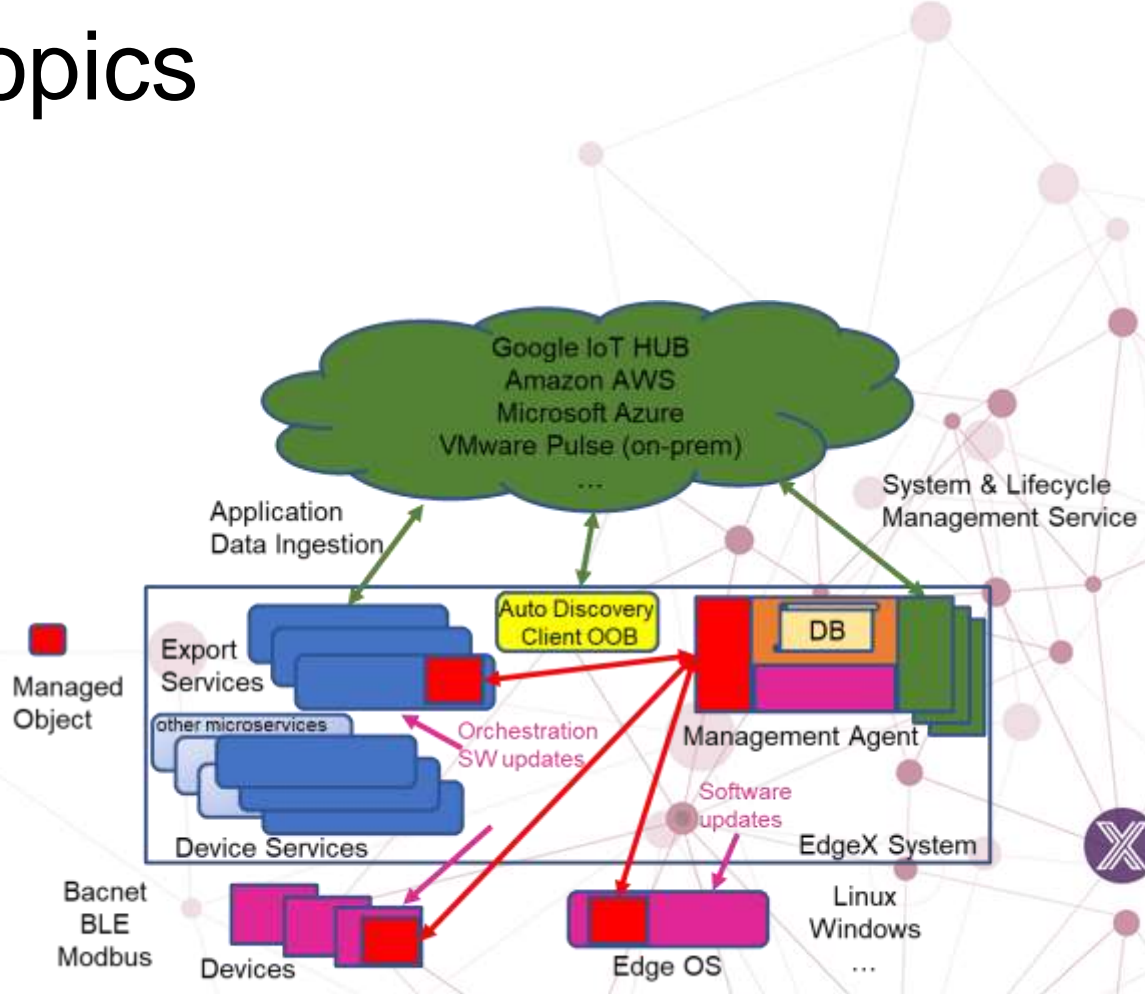 opics
Google IoT HUB
Amazon AWS
Microsoft Azure
VMware Pulse (on-prem)
...
System & Lifecycle
Management Service
Application
Data Ingestion
Auto Discovery
Client OOB
DB
Export
Services
Managed
Object
other microservices
Orchestration
SW updates
Management Agent
Software
updates
Device Services
EdgeX System
Bacnet
BLE
Modbus
Devices
Edge OS
Linux
Windows
...